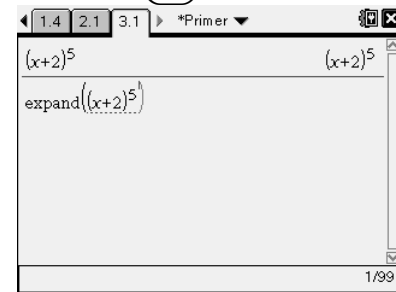 1.4 2.1 3.1 *Primer
(x+2)⁵ (x+2)⁵
expand((x+2)⁵)
1/99